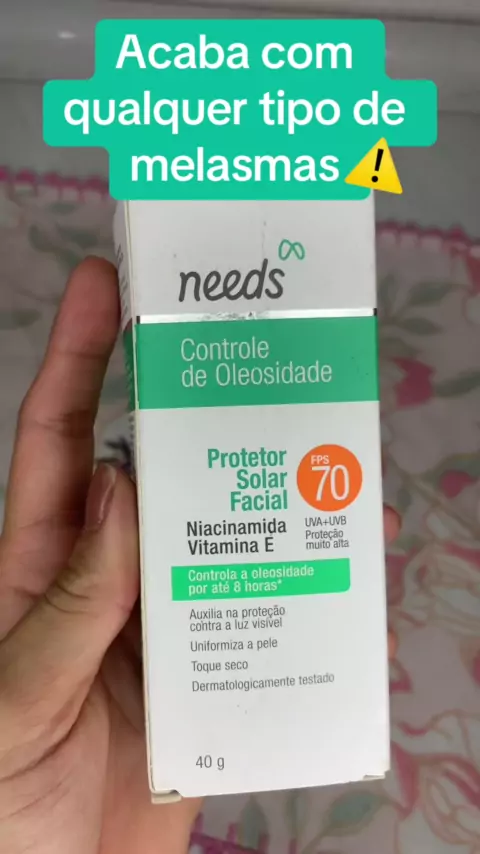 Acaba com
qualquer tipo de
melasmas⚠️
needs
Controle
de Oleosidade
Protetor
Solar
Facial
FPS
70
Niacinamida
Vitamina E
UVA+UVB
Proteção
muito alta
Controla a oleosidade
por até 8 horas*
Auxilia na proteção
contra a luz visível
Uniformiza a pele
Toque seco
Dermatologicamente testado
40 g